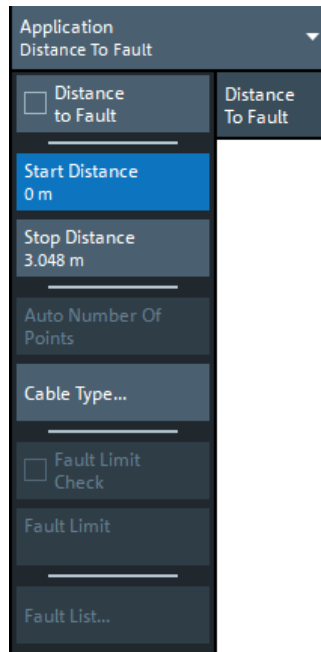 Application
Distance To Fault
Distance
to Fault
Distance
To Fault
Start Distance
0 m
Stop Distance
3.048 m
Auto Number Of
Points
Cable Type...
Fault Limit
Check
Fault Limit
Fault List...